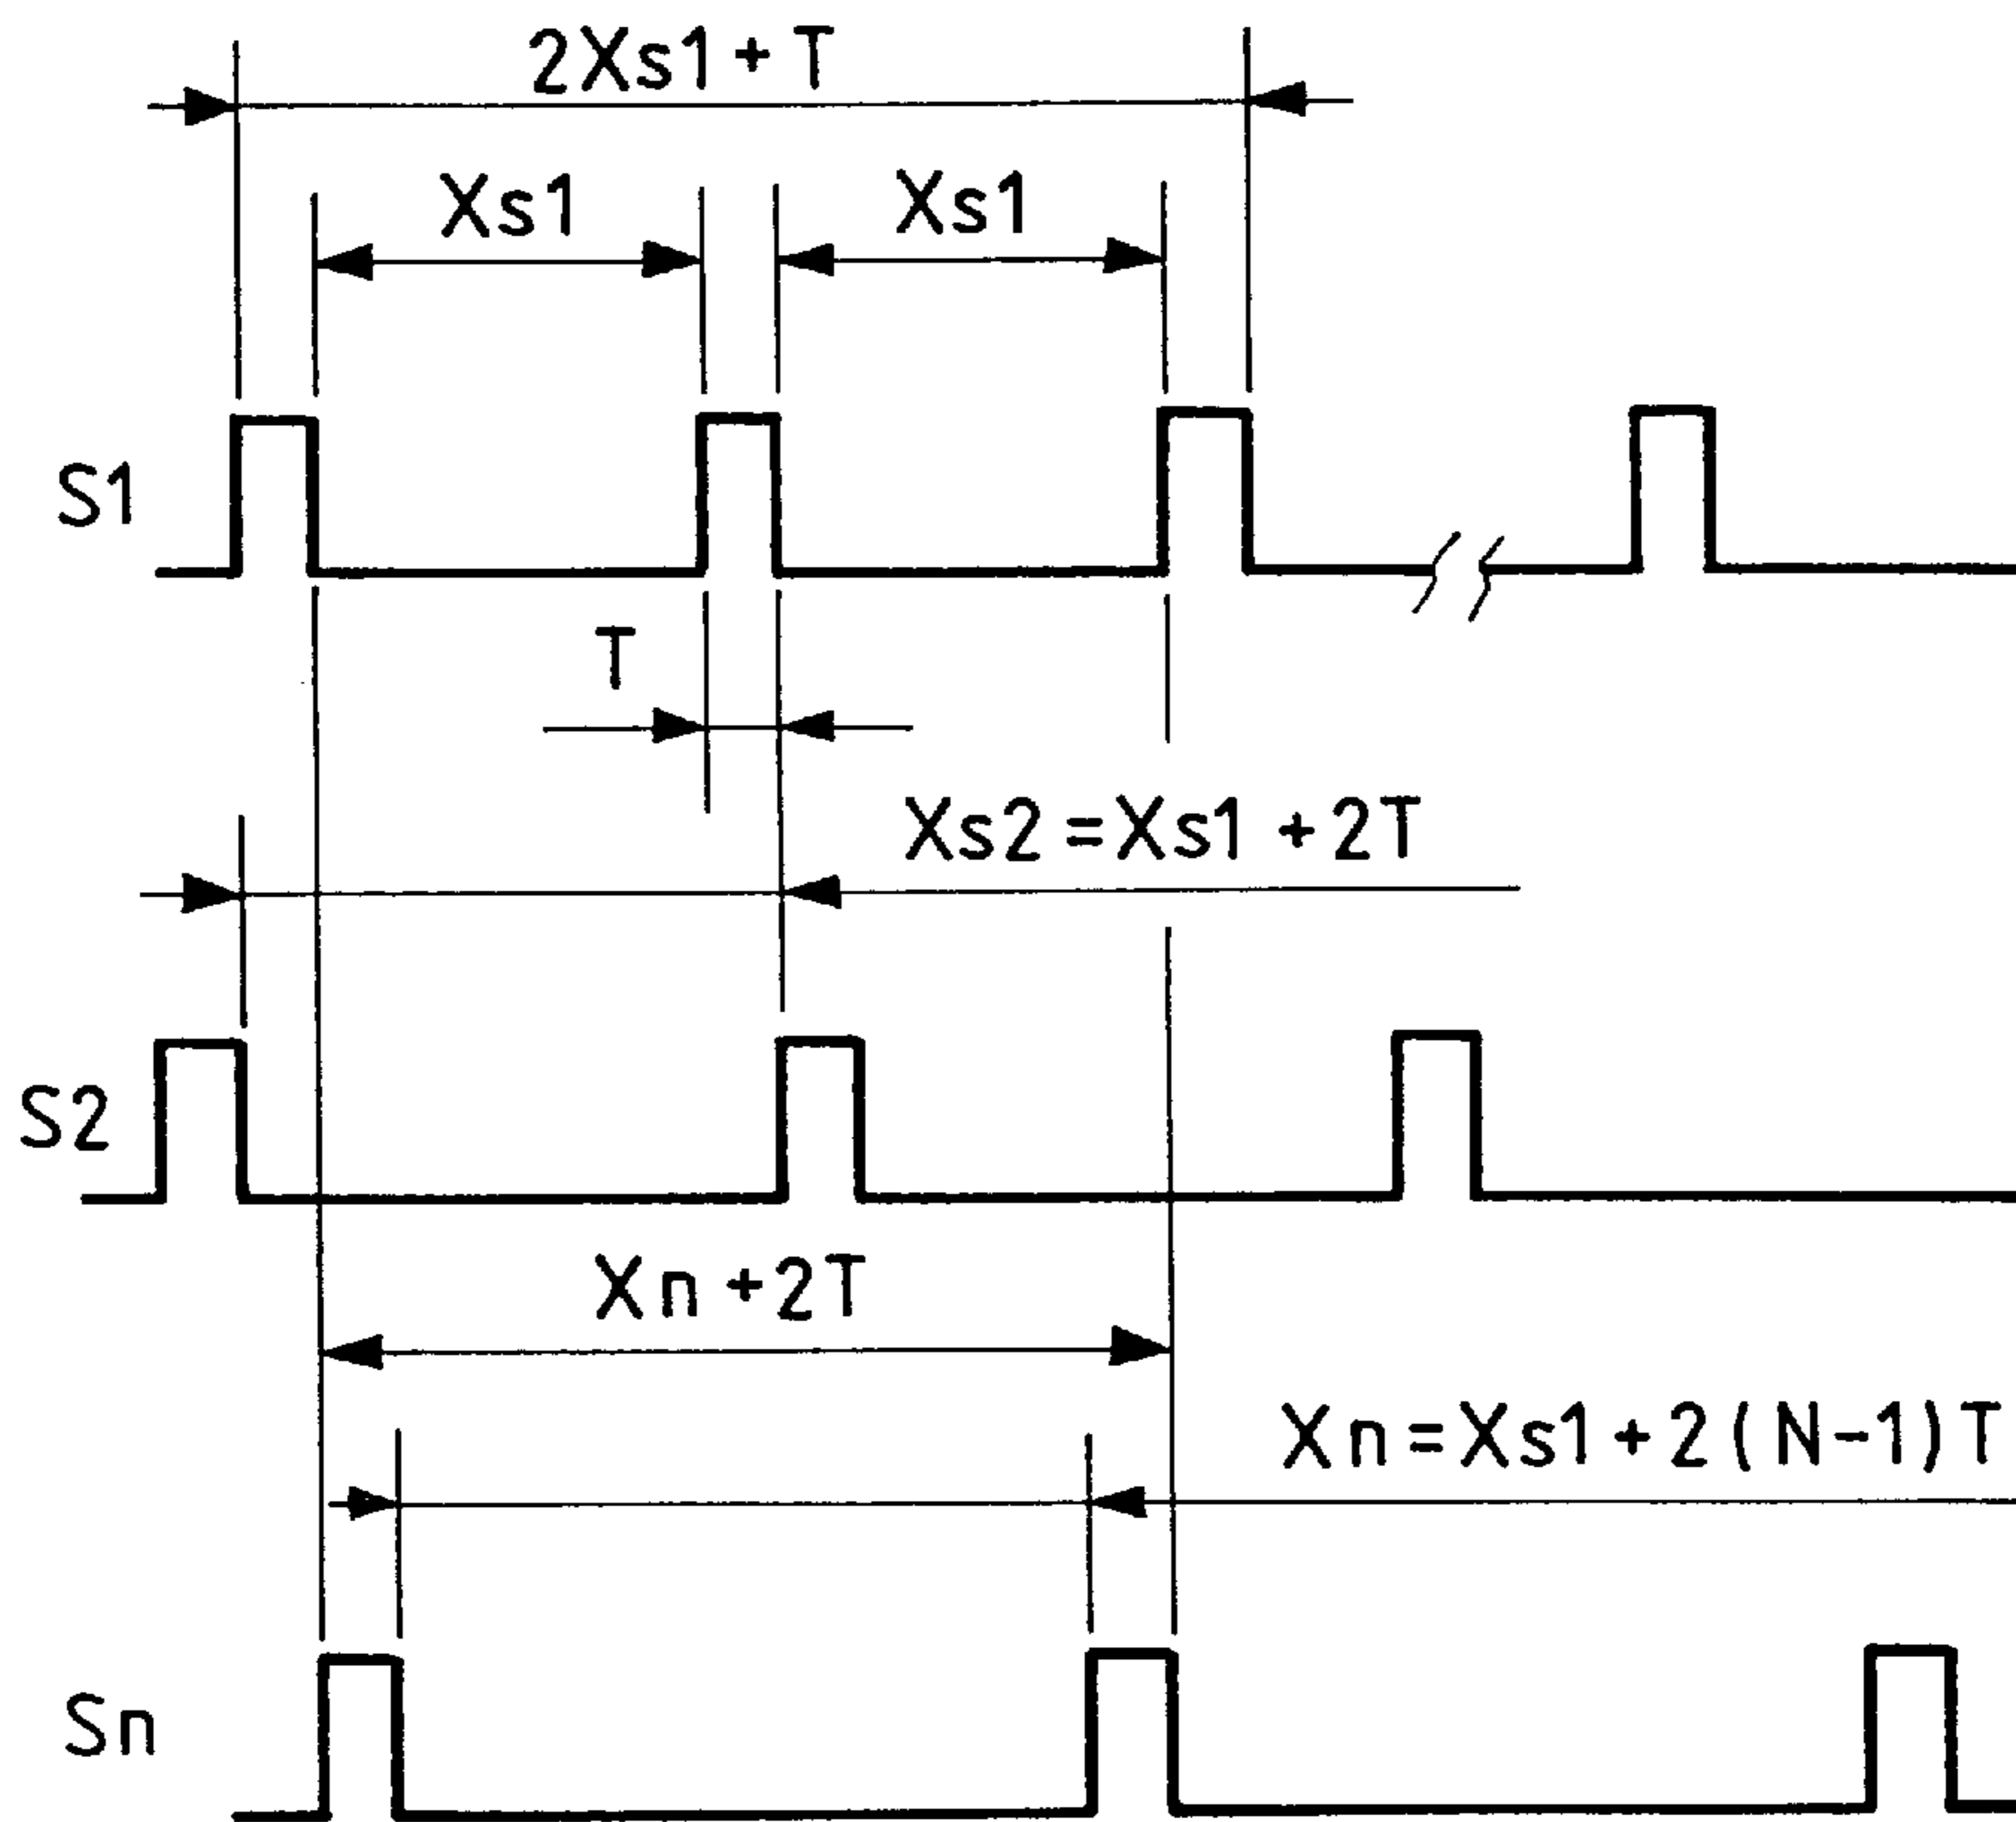 2Xs1+T
Xs1 Xs1
S1
T
Xs2=Xs1+2T
S2
Xn+2T
Xn=Xs1+2(N-1)T
Sn